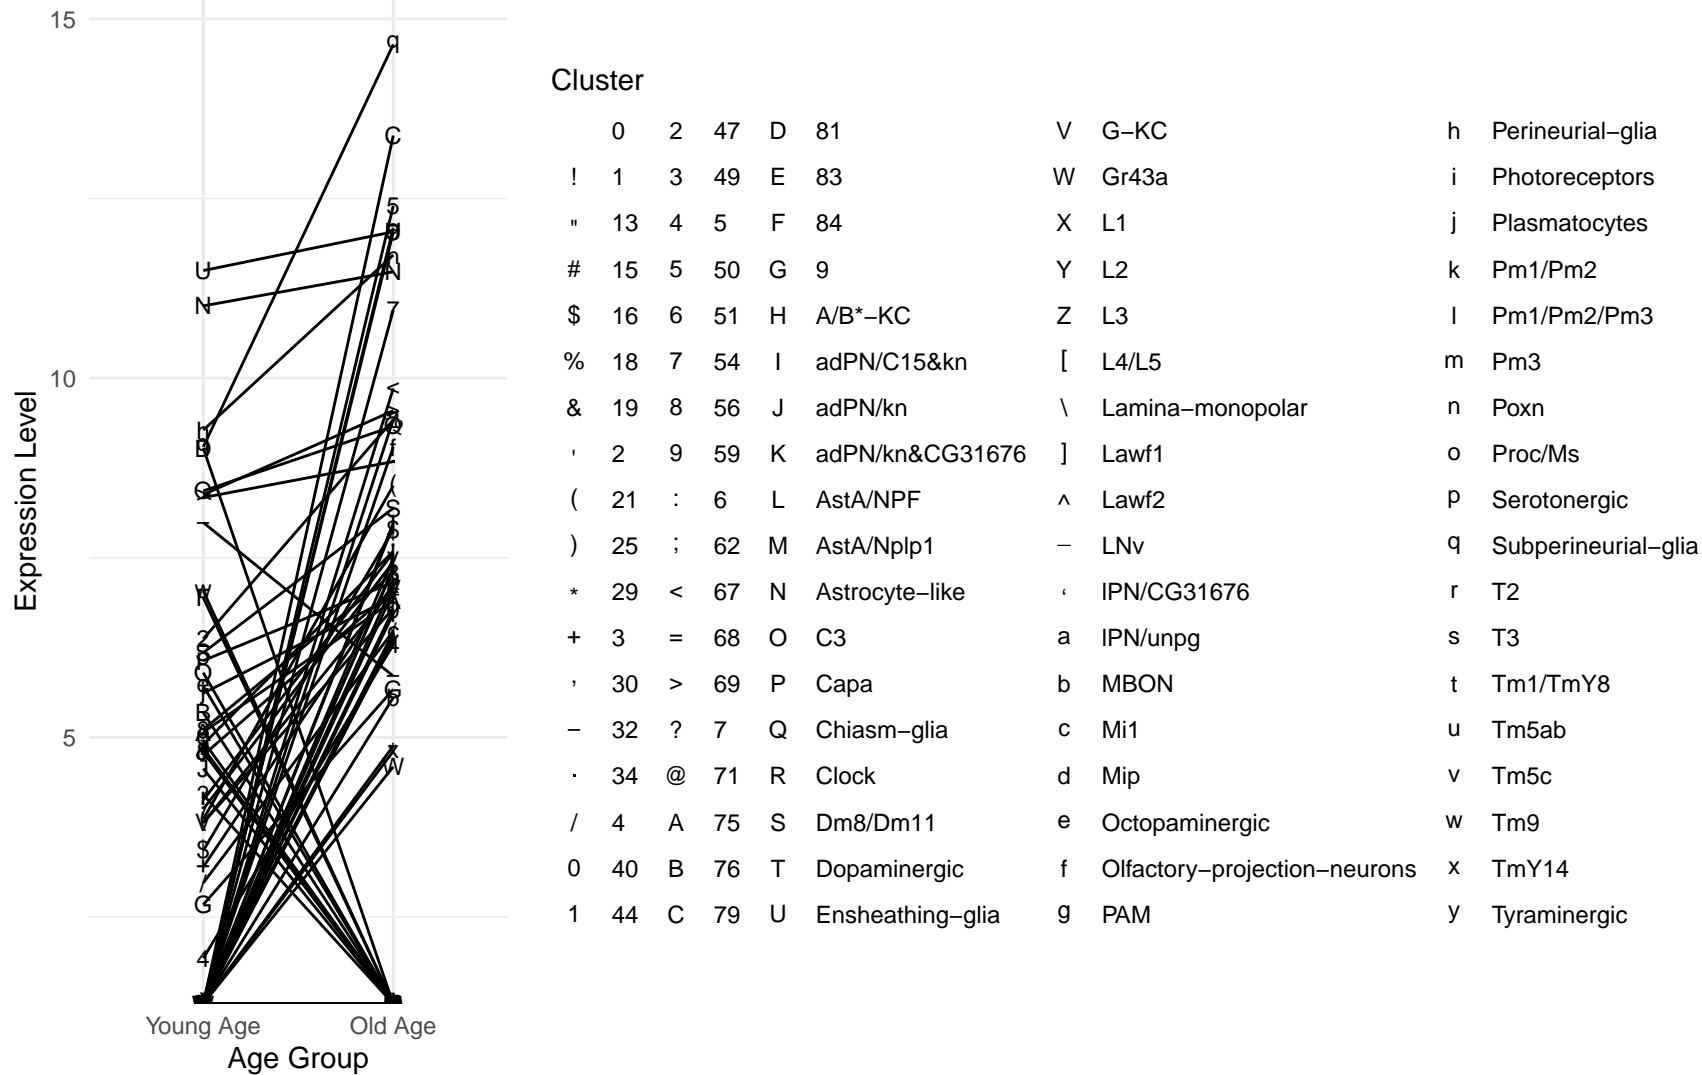 Cluster
0 2 47 D 81 V G−KC h Perineurial−glia
! 1 3 49 E 83 W Gr43a i Photoreceptors
" 13 4 5 F 84 X L1 j Plasmatocytes
# 15 5 50 G 9 Y L2 k Pm1/Pm2
$ 16 6 51 H A/B*−KC Z L3 l Pm1/Pm2/Pm3
% 18 7 54 I adPN/C15&kn [ L4/L5 m Pm3
& 19 8 56 J adPN/kn \ Lamina−monopolar n Poxn
' 2 9 59 K adPN/kn&CG31676 ] Lawf1 o Proc/Ms
( 21 : 6 L AstA/NPF ^ Lawf2 p Serotonergic
) 25 ; 62 M AstA/Nplp1 − LNv q Subperineurial−glia
* 29 < 67 N Astrocyte−like ‘ lPN/CG31676 r T2
+ 3 = 68 O C3 a lPN/unpg s T3
, 30 > 69 P Capa b MBON t Tm1/TmY8
− 32 ? 7 Q Chiasm−glia c Mi1 u Tm5ab
. 34 @ 71 R Clock d Mip v Tm5c
/ 4 A 75 S Dm8/Dm11 e Octopaminergic w Tm9
0 40 B 76 T Dopaminergic f Olfactory−projection−neurons x TmY14
1 44 C 79 U Ensheathing−glia g PAM y Tyraminergic
15
10
5
Expression Level
q
C
5
U
N
N
7
h
<
f
S
G
4
G
W
Young Age Old Age
Age Group